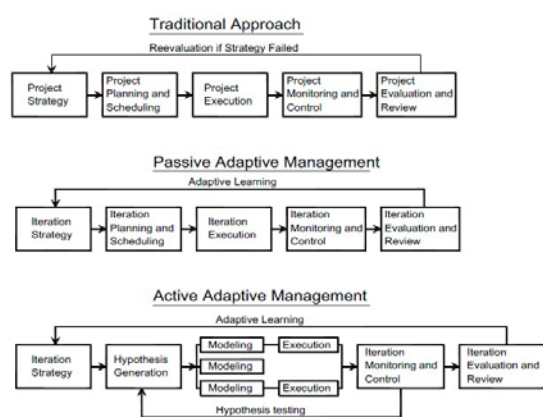 Traditional Approach
Reevaluation if Strategy Failed
Project
Strategy
Project
Planning and
Scheduling
Project
Execution
Project
Monitoring and
Control
Project
Evaluation and
Review
Passive Adaptive Management
Adaptive Learning
Iteration
Strategy
Iteration
Planning and
Scheduling
Iteration
Execution
Iteration
Monitoring and
Control
Iteration
Evaluation and
Review
Active Adaptive Management
Adaptive Learning
Iteration
Strategy
Hypothesis
Generation
Modeling
Execution
Modeling
Modeling
Execution
Iteration
Monitoring and
Control
Iteration
Evaluation and
Review
Hypothesis testing